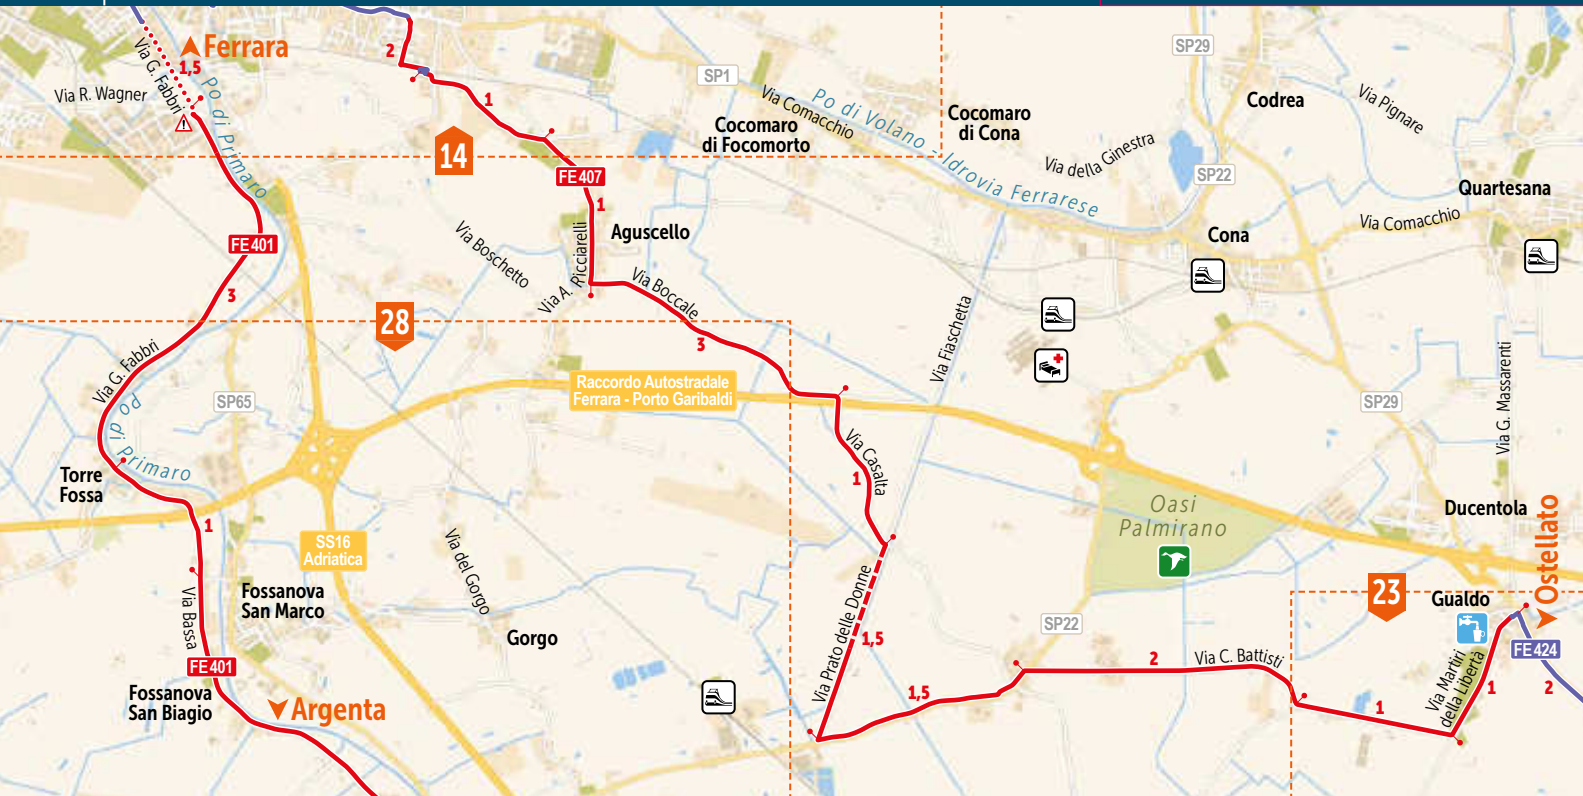 Ferrara
1,5
Via G. Fabbri
Via R. Wagner
Po di Primaro
2
1
14
FE 407
1
Aguscello
Via A. Ricciarelli
Via Boschetto
Via Boccale
3
SP1
Via Comacchio
Cocomaro
di Focomorto
Po di Volano - Idrovia Ferrarese
Cocomaro
di Cona
SP29
Codrea
Via Pignare
Via della Ginestra
SP22
Quartesana
Via Comacchio
Cona
FE 401
3
28
Via G. Fabbri
SP65
Po di Primaro
Torre
Fossa
1
Raccordo Autostradale
Ferrara - Porto Garibaldi
Via Fiaschetta
SP29
Via G. Massarenti
Via Casalta
1
Oasi
Palmirano
Ducentola
Ostellato
SS16
Adriatica
Via del Gorgo
Fossanova
San Marco
Via Bassa
Gorgo
FE 401
Fossanova
San Biagio
Argenta
Via Prato delle Donne
1,5
1,5
SP22
2
Via C. Battisti
23
Gualdo
FE 424
Via Martiri
della Libertà
1
1
2